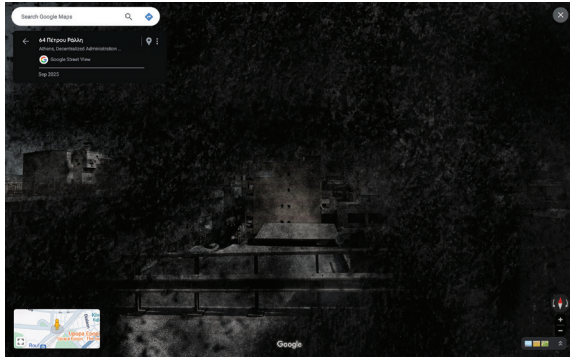 Search Google Maps
64 Πέτρου Ράλλη
Athens, Decentralized Administration ...
Google Street View
Sep 2023
Google